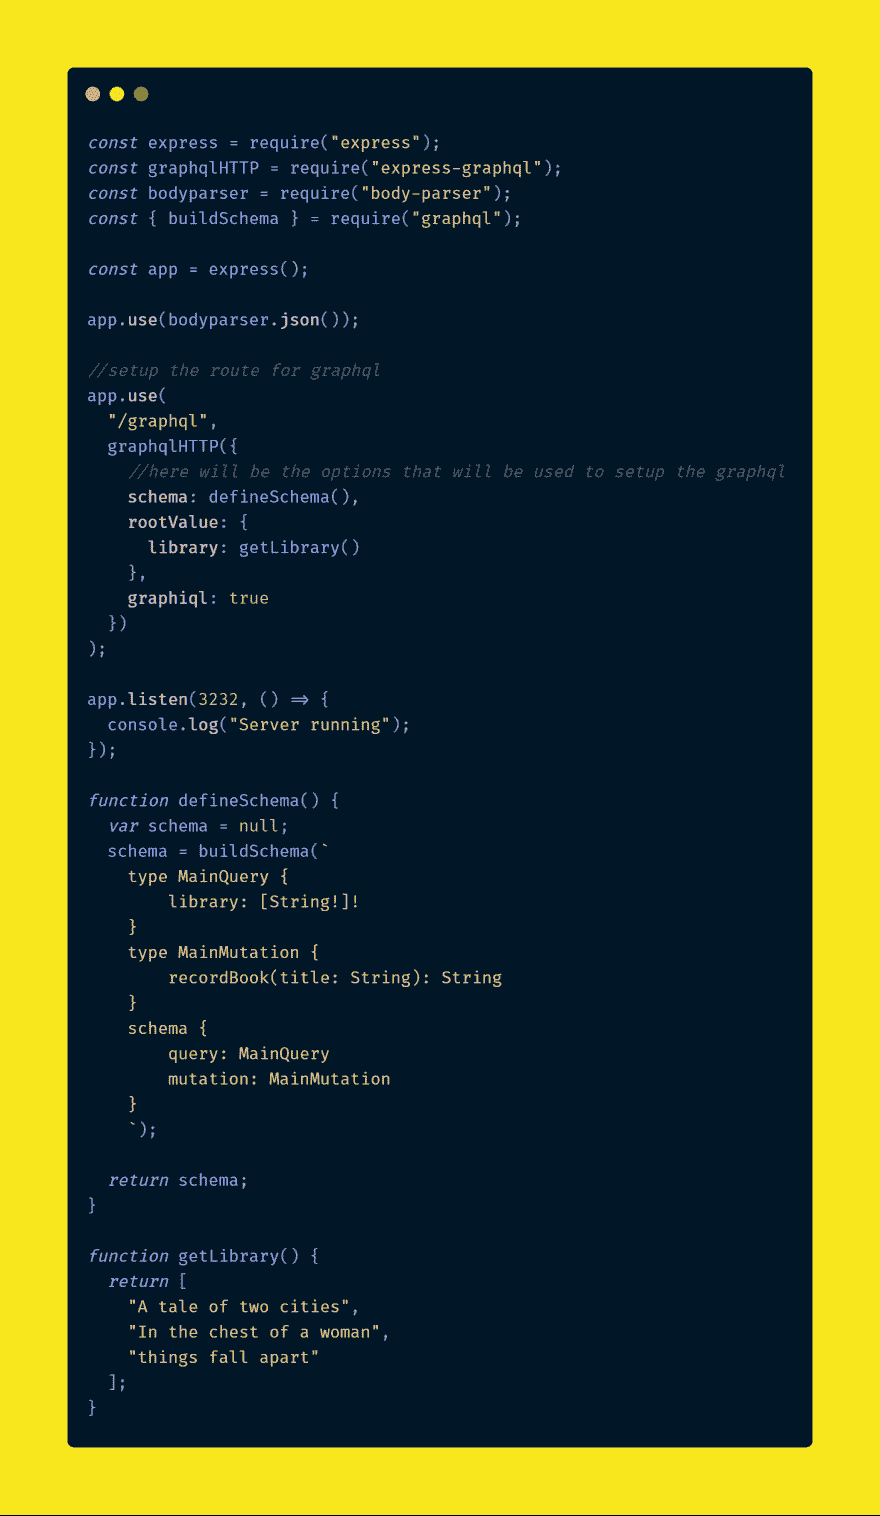 const express = require("express");
const graphqlHTTP = require("express-graphql");
const bodyparser = require("body-parser");
const { buildSchema } = require("graphql");

const app = express();

app.use(bodyparser.json());

//setup the route for graphql
app.use(
  "/graphql",
  graphqlHTTP({
    //here will be the options that will be used to setup the graphql
    schema: defineSchema(),
    rootValue: {
      library: getLibrary()
    },
    graphiql: true
  })
);

app.listen(3232, () => {
  console.log("Server running");
});

function defineSchema() {
  var schema = null;
  schema = buildSchema(`
    type MainQuery {
        library: [String!]!
    }
    type MainMutation {
        recordBook(title: String): String
    }
    schema {
        query: MainQuery
        mutation: MainMutation
    }
    `);

  return schema;
}

function getLibrary() {
  return [
    "A tale of two cities",
    "In the chest of a woman",
    "things fall apart"
  ];
}